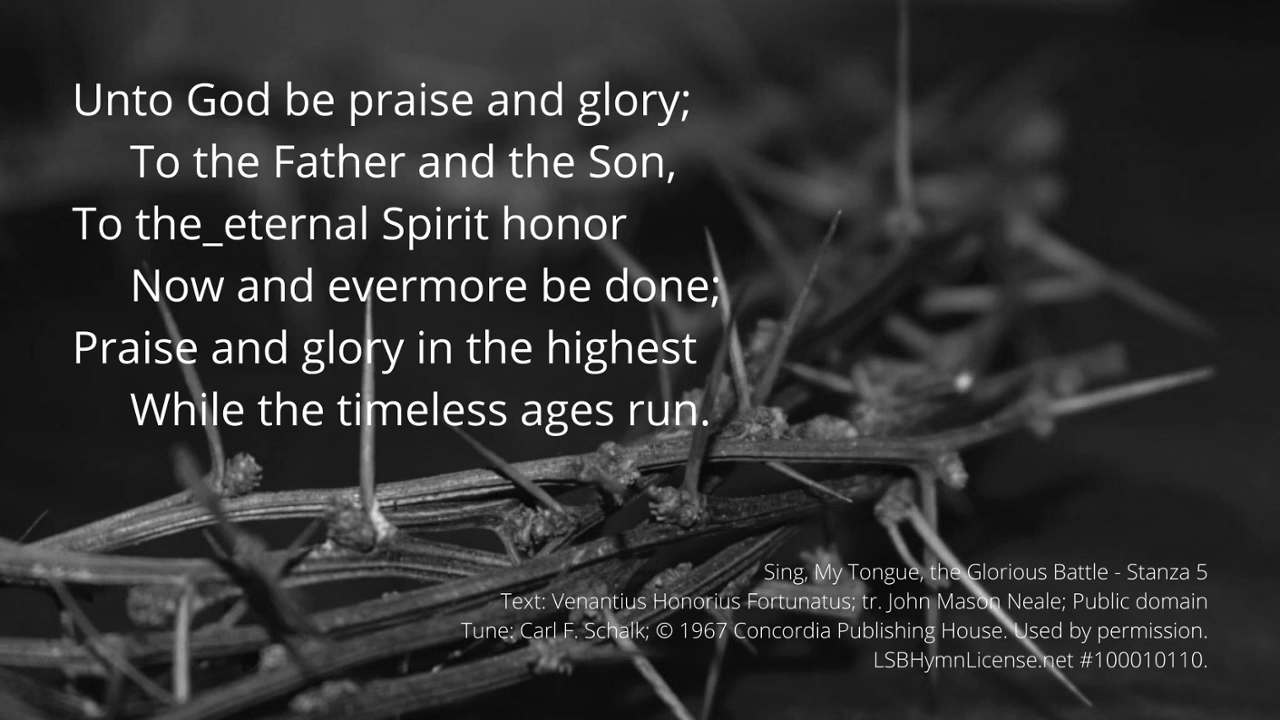 Unto God be praise and glory;
To the Father and the Son,
To the_eternal Spirit honor
Now and evermore be done;
Praise and glory in the highest
While the timeless ages run.
Sing, My Tongue, the Glorious Battle - Stanza 5
Text: Venantius Honorius Fortunatus; tr. John Mason Neale; Public domain
Tune: Carl F. Schalk; © 1967 Concordia Publishing House. Used by permission.
LSBHymnLicense.net #100010110.